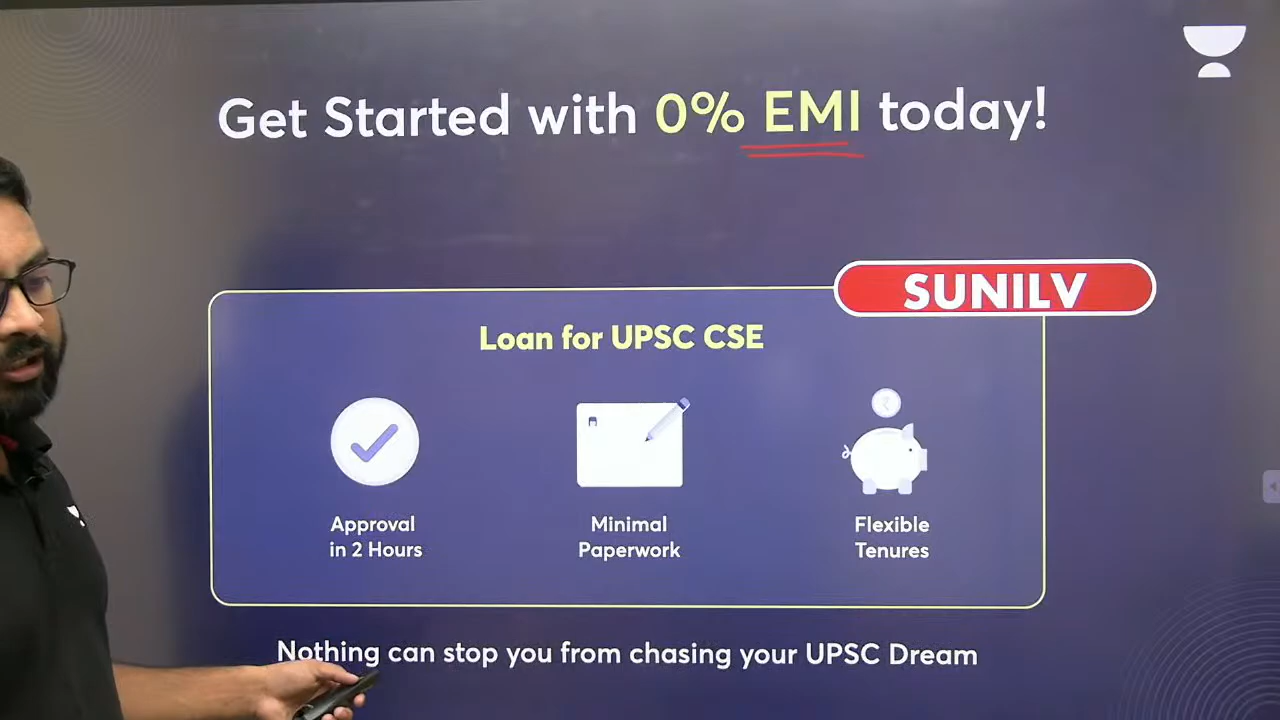 Get Started with 0% EMI today!
SUNILV
Loan for UPSC CSE
Approval
in 2 Hours
Minimal
Paperwork
Flexible
Tenures
Nothing can stop you from chasing your UPSC Dream